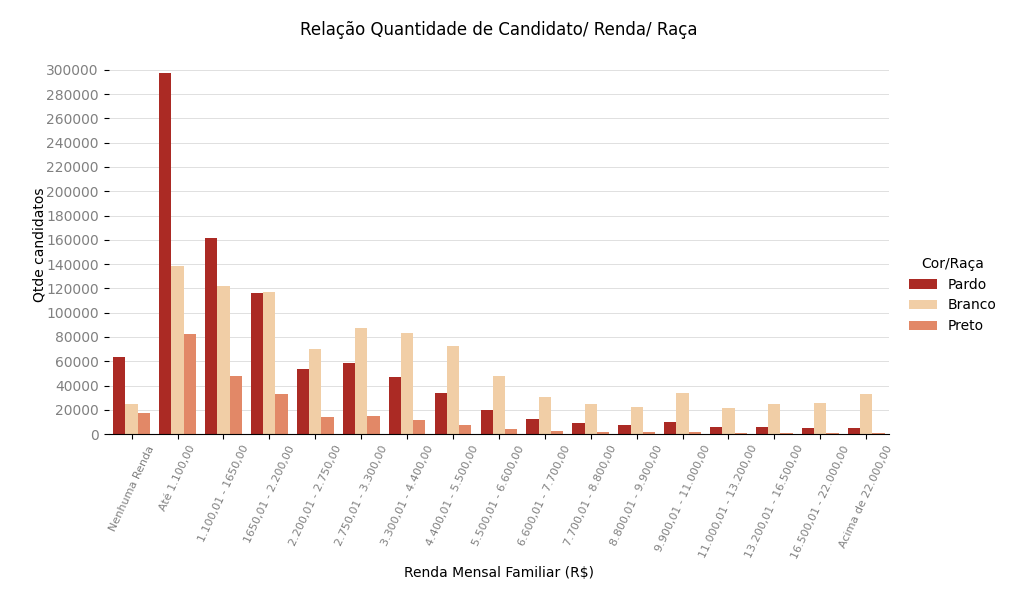 Relação Quantidade de Candidato/ Renda/ Raça
Qtde candidatos
300000
280000
260000
240000
220000
200000
180000
160000
140000
120000
100000
80000
60000
40000
20000
0
Nenhuma Renda
Até 1.100,00
1.100,01 - 1650,00
1650,01 - 2.200,00
2.200,01 - 2.750,00
2.750,01 - 3.300,00
3.300,01 - 4.400,00
4.400,01 - 5.500,00
5.500,01 - 6.600,00
6.600,01 - 7.700,00
7.700,01 - 8.800,00
8.800,01 - 9.900,00
9.900,01 - 11.000,00
11.000,01 - 13.200,00
13.200,01 - 16.500,00
16.500,01 - 22.000,00
Acima de 22.000,00
Renda Mensal Familiar (R$)
Cor/Raça
Pardo
Branco
Preto